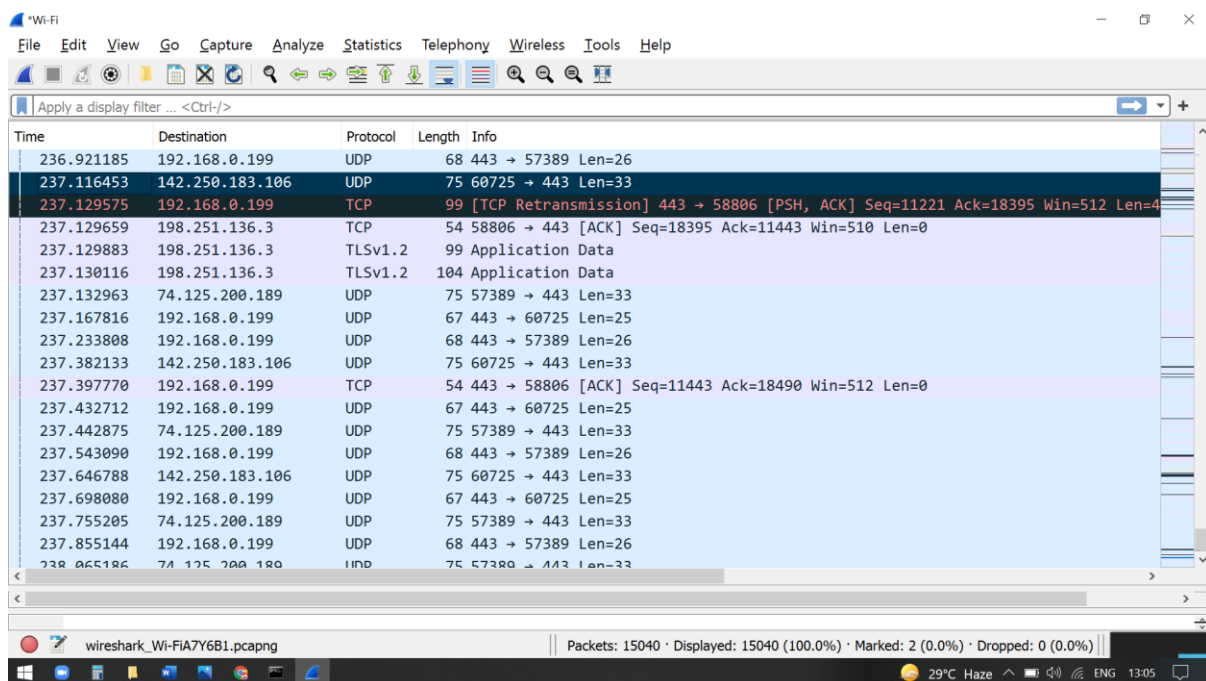 *Wi-Fi
File Edit View Go Capture Analyze Statistics Telephony Wireless Tools Help
Apply a display filter ... <Ctrl-/>
Time Destination Protocol Length Info
236.921185 192.168.0.199 UDP 68 443 → 57389 Len=26
237.116453 142.250.183.106 UDP 75 60725 → 443 Len=33
237.129575 192.168.0.199 TCP 99 [TCP Retransmission] 443 → 58806 [PSH, ACK] Seq=11221 Ack=18395 Win=512 Len=4
237.129659 198.251.136.3 TCP 54 58806 → 443 [ACK] Seq=18395 Ack=11443 Win=510 Len=0
237.129883 198.251.136.3 TLSv1.2 99 Application Data
237.130116 198.251.136.3 TLSv1.2 104 Application Data
237.132963 74.125.200.189 UDP 75 57389 → 443 Len=33
237.167816 192.168.0.199 UDP 67 443 → 60725 Len=25
237.233808 192.168.0.199 UDP 68 443 → 57389 Len=26
237.382133 142.250.183.106 UDP 75 60725 → 443 Len=33
237.397770 192.168.0.199 TCP 54 443 → 58806 [ACK] Seq=11443 Ack=18490 Win=512 Len=0
237.432712 192.168.0.199 UDP 67 443 → 60725 Len=25
237.442875 74.125.200.189 UDP 75 57389 → 443 Len=33
237.543090 192.168.0.199 UDP 68 443 → 57389 Len=26
237.646788 142.250.183.106 UDP 75 60725 → 443 Len=33
237.698080 192.168.0.199 UDP 67 443 → 60725 Len=25
237.755205 74.125.200.189 UDP 75 57389 → 443 Len=33
237.855144 192.168.0.199 UDP 68 443 → 57389 Len=26
238.065186 74.125.200.189 UDP 75 57389 → 443 Len=33
wireshark_Wi-FiA7Y6B1.pcapng Packets: 15040 · Displayed: 15040 (100.0%) · Marked: 2 (0.0%) · Dropped: 0 (0.0%)
29°C Haze ENG 13:05